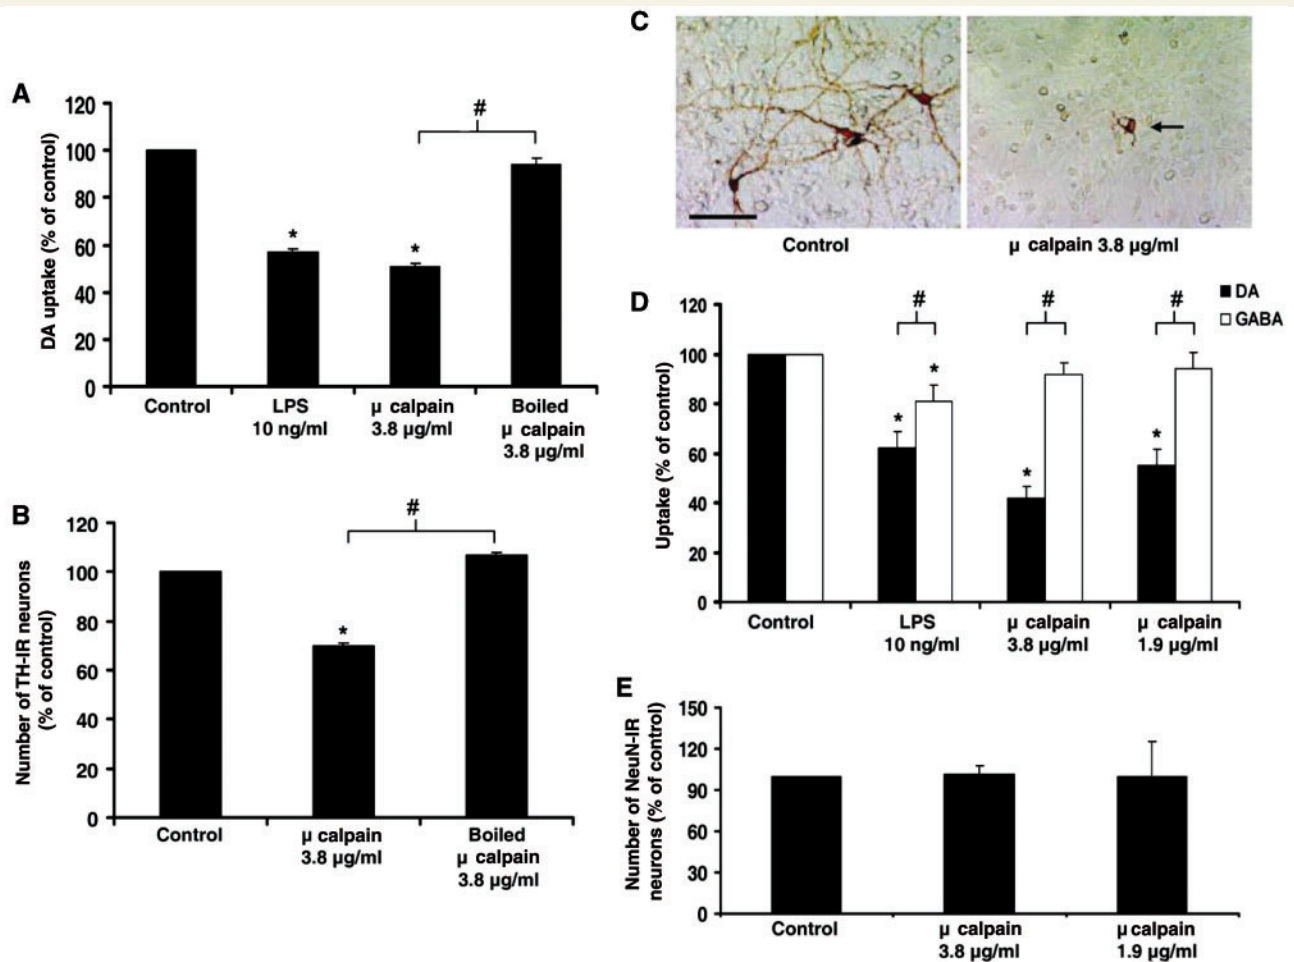 A
DA uptake (% of control)
120
100
80
60
40
20
0
*
*
#
Control
LPS
10 ng/ml
μ calpain
3.8 μg/ml
Boiled
μ calpain
3.8 μg/ml
B
Number of TH-IR neurons
(% of control)
120
100
80
60
40
20
0
*
#
Control
μ calpain
3.8 μg/ml
Boiled
μ calpain
3.8 μg/ml
C
Control
μ calpain 3.8 μg/ml
D
Uptake (% of control)
120
100
80
60
40
20
0
DA
GABA
#
#
#
*
*
*
*
Control
LPS
10 ng/ml
μ calpain
3.8 μg/ml
μ calpain
1.9 μg/ml
E
Number of NeuN-IR
neurons (% of control)
150
120
90
60
30
0
Control
μ calpain
3.8 μg/ml
μ calpain
1.9 μg/ml